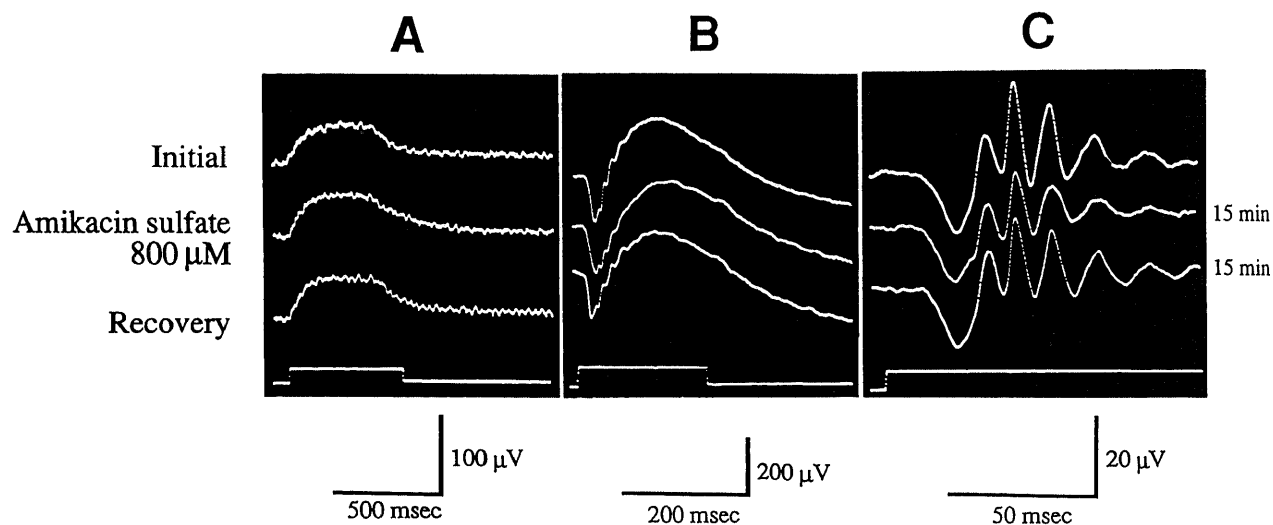 A B C
Initial
Amikacin sulfate
800 µM
Recovery
15 min
15 min
100 µV
500 msec
200 µV
200 msec
20 µV
50 msec